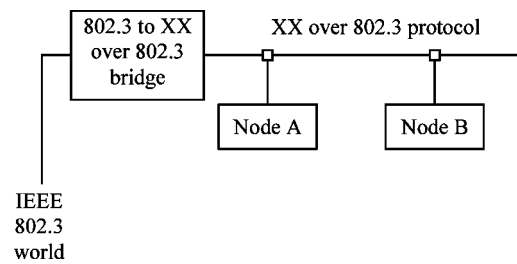 802.3 to XX
over 802.3
bridge
XX over 802.3 protocol
Node A
Node B
IEEE
802.3
world